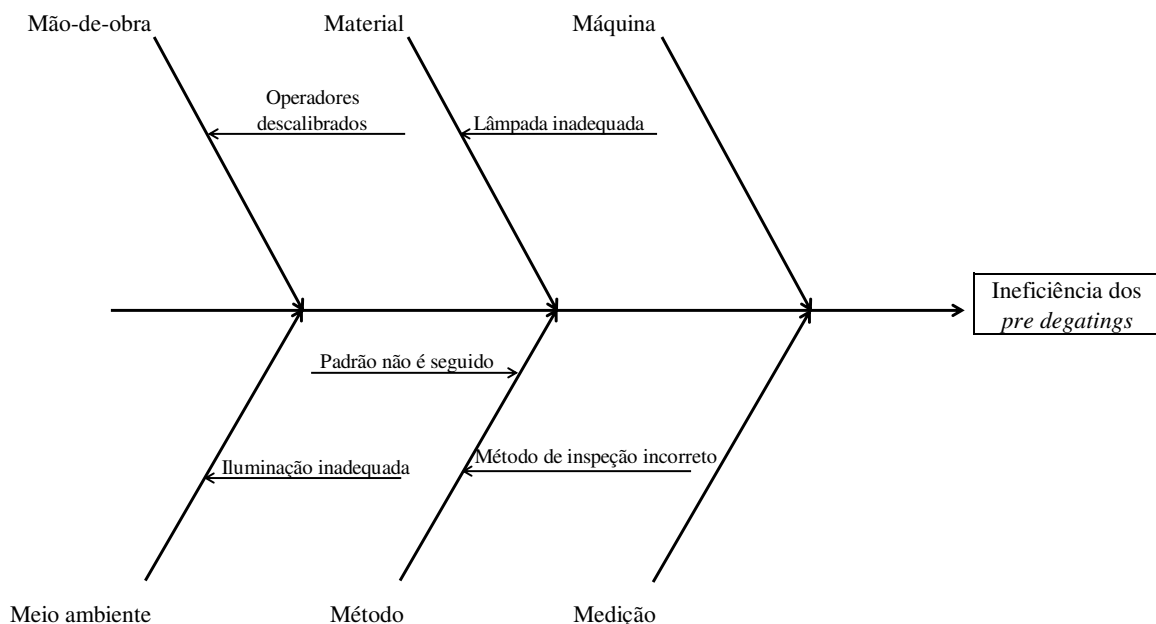 Mão-de-obra
Material
Máquina
Operadores
descalibrados
Lâmpada inadequada
Ineficiência dos
pre degatings
Padrão não é seguido
Iluminação inadequada
Método de inspeção incorreto
Meio ambiente
Método
Medição